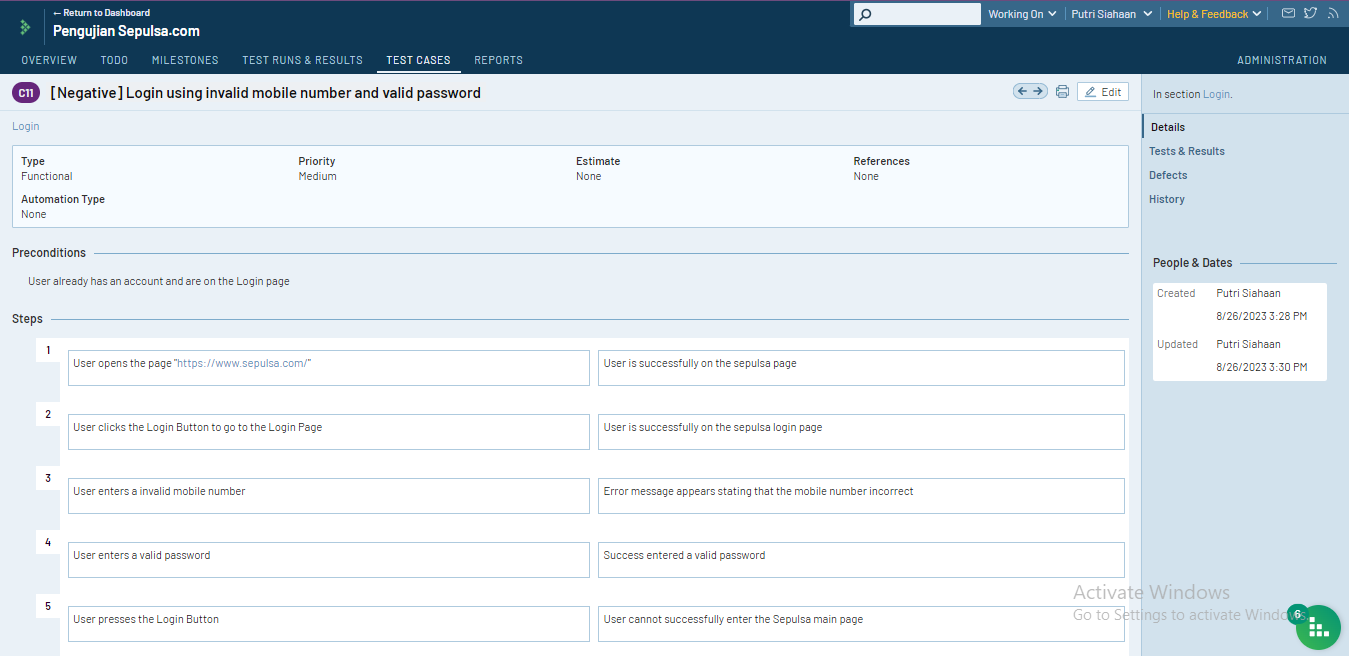 ← Return to Dashboard
Pengujian Sepulsa.com
Working On
Putri Siahaan
Help & Feedback
OVERVIEW
TODO
MILESTONES
TEST RUNS & RESULTS
TEST CASES
REPORTS
ADMINISTRATION
C11
[Negative] Login using invalid mobile number and valid password
Edit
In section Login.
Login
Details
Tests & Results
Defects
History
Type
Functional
Priority
Medium
Estimate
None
References
None
Automation Type
None
Preconditions
User already has an account and are on the Login page
People & Dates
Created Putri Siahaan
8/26/2023 3:28 PM
Updated Putri Siahaan
8/26/2023 3:30 PM
Steps
1
User opens the page "https://www.sepulsa.com/"
User is successfully on the sepulsa page
2
User clicks the Login Button to go to the Login Page
User is successfully on the sepulsa login page
3
User enters a invalid mobile number
Error message appears stating that the mobile number incorrect
4
User enters a valid password
Success entered a valid password
5
User presses the Login Button
User cannot successfully enter the Sepulsa main page
Activate Windows
Go to Settings to activate Windows.
6